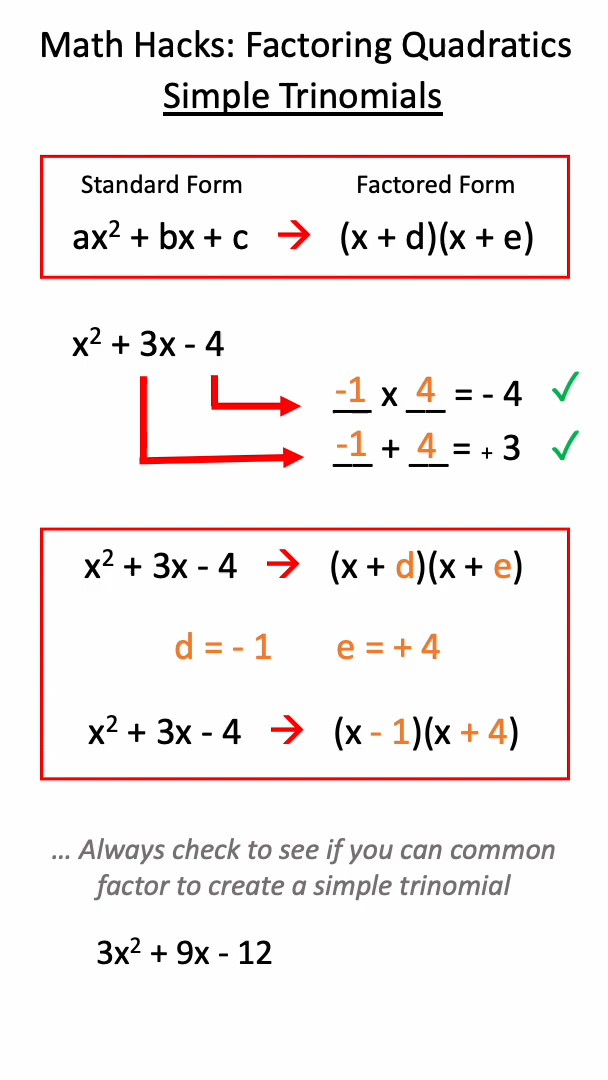 Math Hacks: Factoring Quadratics
Simple Trinomials
Standard Form Factored Form
ax² + bx + c → (x + d)(x + e)
x² + 3x - 4
-1 x 4 = - 4 ✓
-1 + 4 = + 3 ✓
x² + 3x - 4 → (x + d)(x + e)
d = - 1 e = + 4
x² + 3x - 4 → (x - 1)(x + 4)
... Always check to see if you can common
factor to create a simple trinomial
3x² + 9x - 12